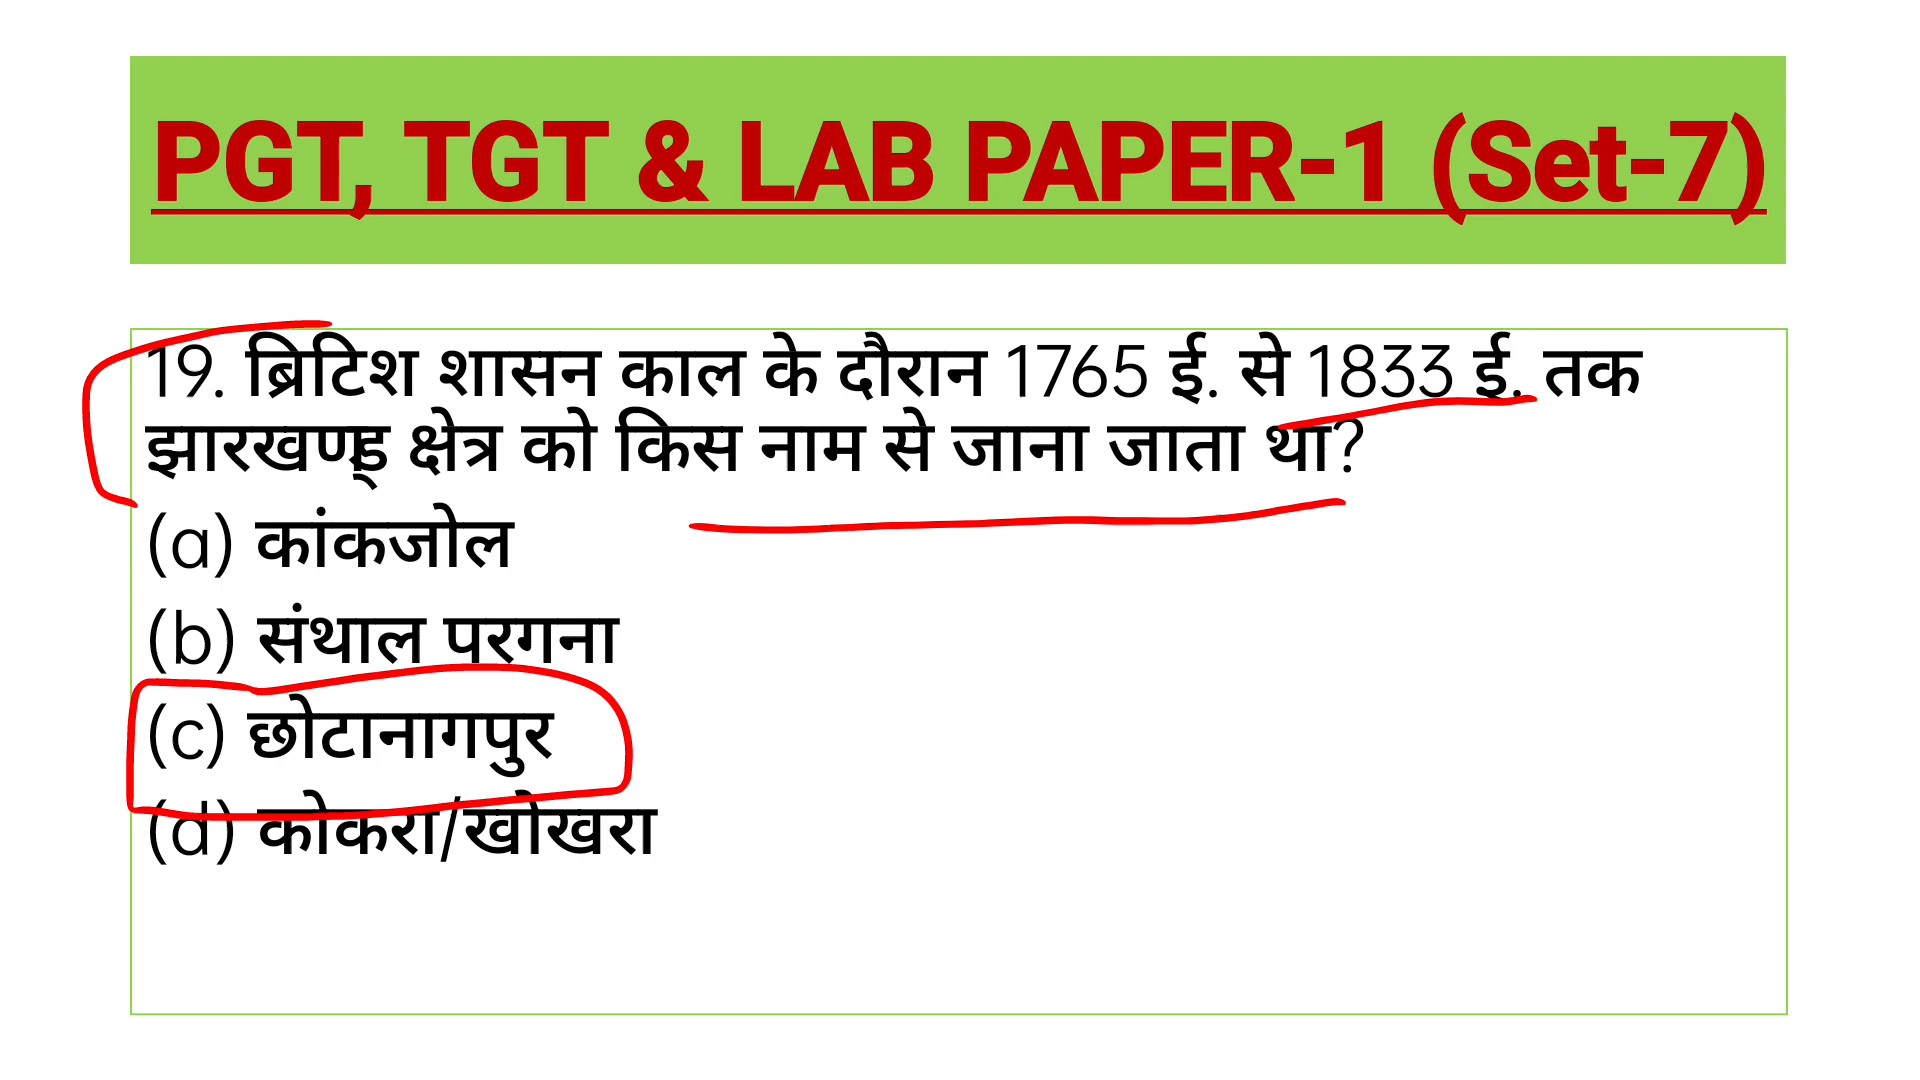 PGT, TGT & LAB PAPER-1 (Set-7)
19. ब्रिटिश शासन काल के दौरान 1765 ई. से 1833 ई. तक
झारखण्ड क्षेत्र को किस नाम से जाना जाता था?
(a) कांकजोल
(b) संथाल परगना
(c) छोटानागपुर
(d) कोकरा/खोखरा